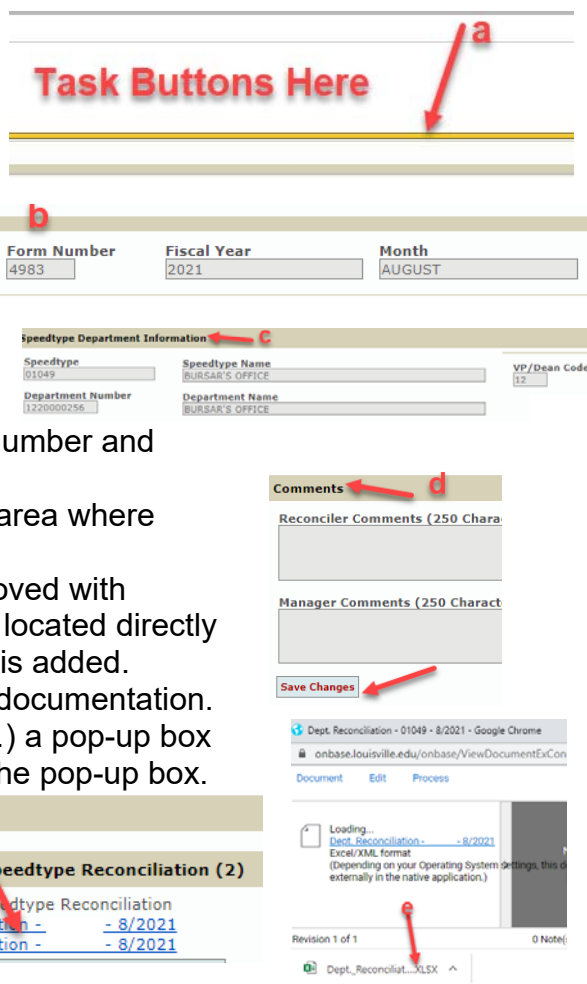 a
Task Buttons Here
b
Form Number Fiscal Year Month
4983 2021 AUGUST
Speedtype Department Information c
Speedtype Speedtype Name VP/Dean Code
01049 BURSAR'S OFFICE 12
Department Number Department Name
1220000256 BURSAR'S OFFICE
umber and
area where
oved with
located directly
is added.
documentation.
.) a pop-up box
he pop-up box.
Comments d
Reconciler Comments (250 Chara
Manager Comments (250 Charact
Save Changes
Dept. Reconciliation - 01049 - 8/2021 - Google Chrome
onbase.louisville.edu/onbase/ViewDocumentExCon
Document Edit Process
Loading...
Dept. Reconciliation - - 8/2021
Excel/XML format
(Depending on your Operating System settings, this d
externally in the native application.)
e
Revision 1 of 1 0 Note(
Dept._Reconciliat....XLSX
peedtype Reconciliation (2)
edtype Reconciliation
tion - - 8/2021
tion - - 8/2021